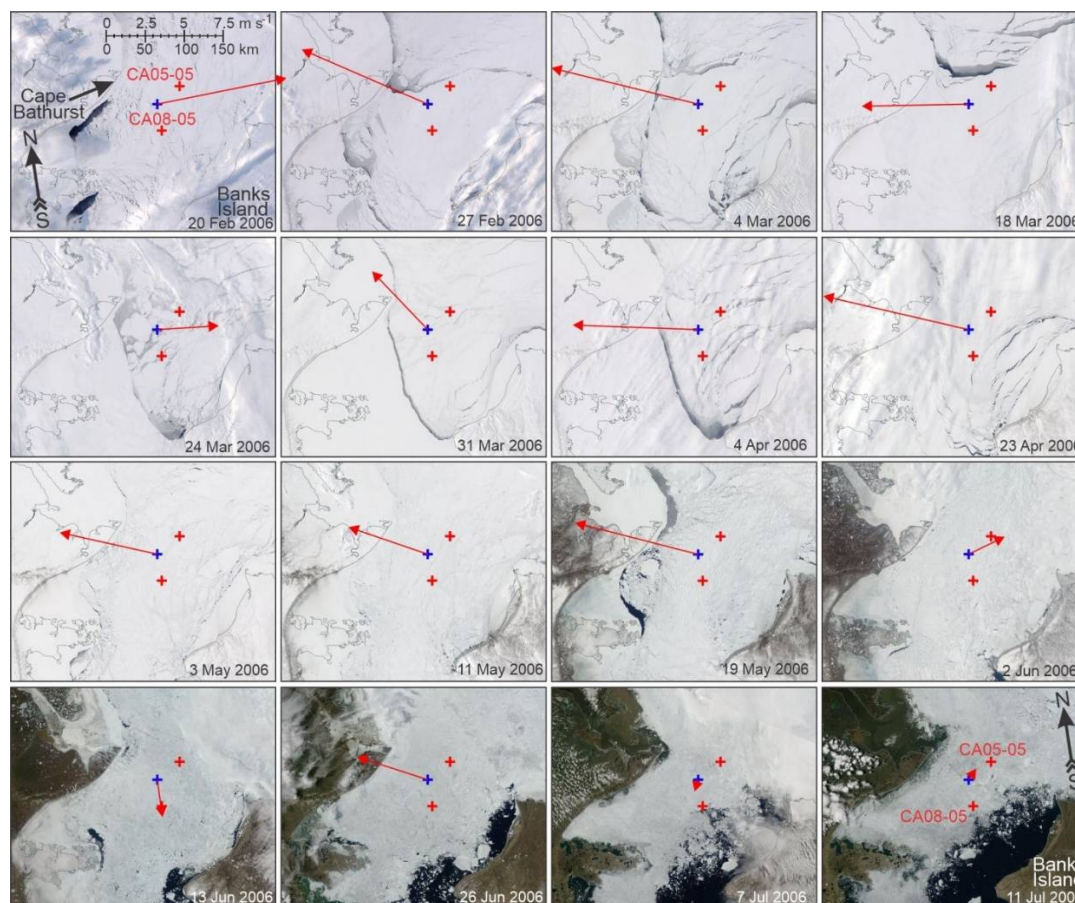 0 2.5 5 7.5 m s⁻¹
0 50 100 150 km
CA05-05
Cape
Bathurst
CA08-05
N
S
Banks
Island
20 Feb 2006
27 Feb 2006
4 Mar 2006
18 Mar 2006
24 Mar 2006
31 Mar 2006
4 Apr 2006
23 Apr 2006
3 May 2006
11 May 2006
19 May 2006
2 Jun 2006
13 Jun 2006
26 Jun 2006
7 Jul 2006
N
S
CA05-05
CA08-05
Banks
Island
11 Jul 2006